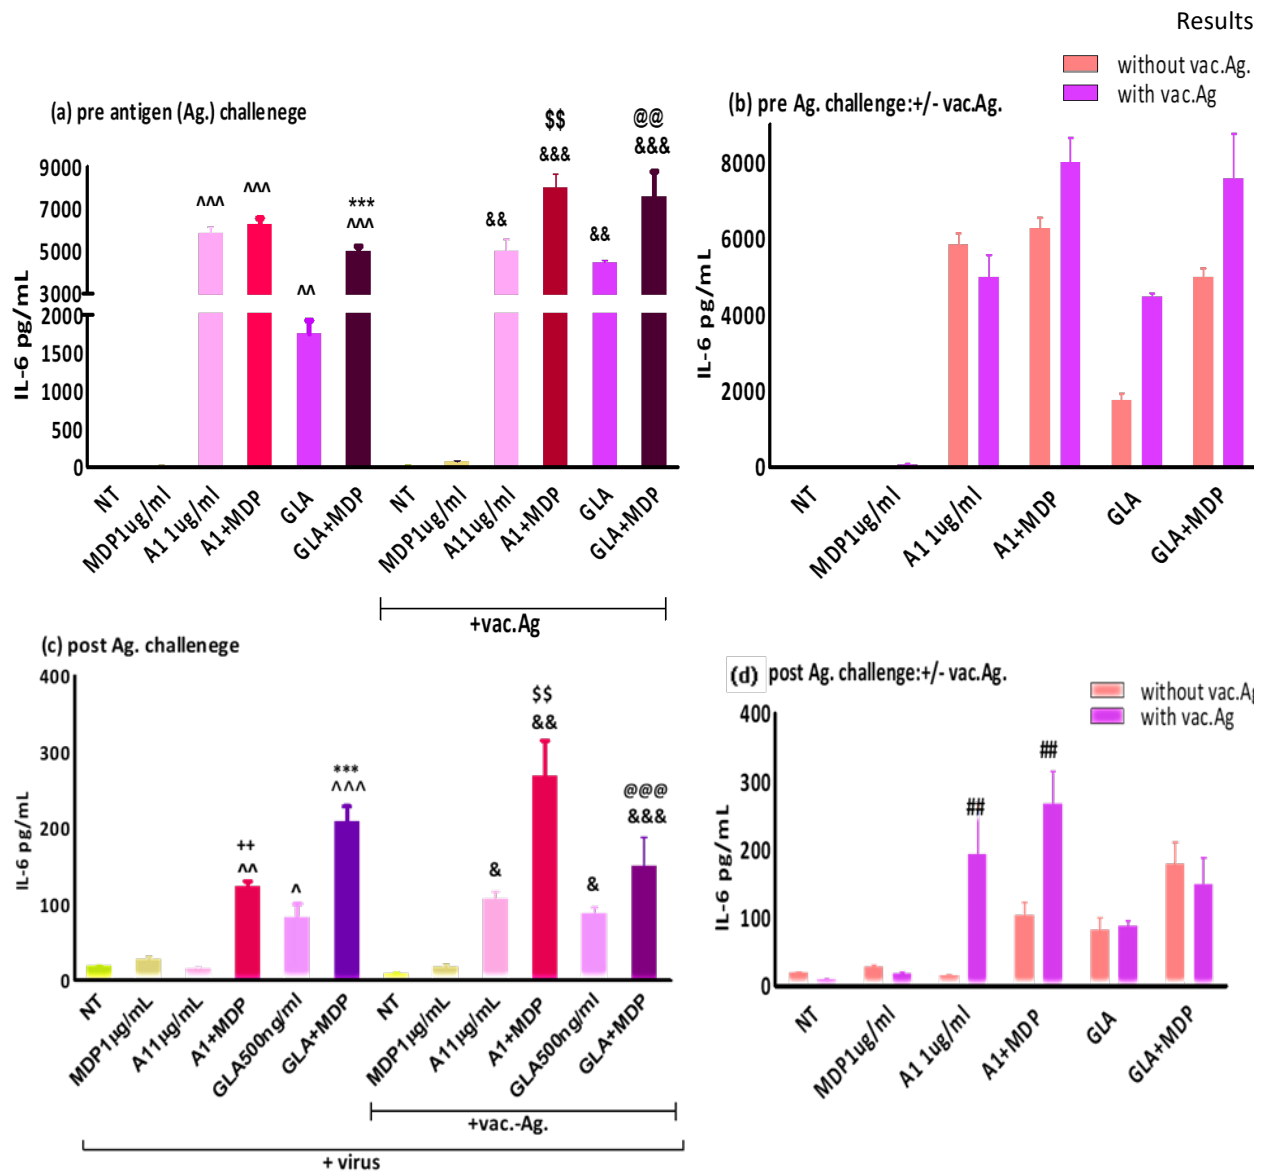 Results
without vac.Ag.
with vac.Ag
(a) pre antigen (Ag.) challenege
(b) pre Ag. challenge:+/- vac.Ag.
$$
@@
&&&
&&&
^^^
^^^
***
^^^
&&
&&
^^
IL-6 pg/mL
9000
7000
5000
3000
2000
1500
1000
500
0
NT
MDP1ug/ml
A1 1ug/ml
A1+MDP
GLA
GLA+MDP
NT
MDP1ug/ml
A11ug/ml
A1+MDP
GLA
GLA+MDP
+vac.Ag
IL-6 pg/mL
8000
6000
4000
2000
0
NT
MDP1ug/ml
A1 1ug/ml
A1+MDP
GLA
GLA+MDP
(c) post Ag. challenege
IL-6 pg/mL
400
300
200
100
0
++
^^
^
***
^^^
&
$$
&&
&
@@@
&&&
NT
MDP1µg/mL
A11µg/mL
A1+MDP
GLA500ng/ml
GLA+MDP
NT
MDP1µg/mL
A11µg/mL
A1+MDP
GLA500ng/ml
GLA+MDP
+vac.-Ag.
+ virus
(d) post Ag. challenge:+/- vac.Ag.
without vac.Ag
with vac.Ag
IL-6 pg/mL
400
300
200
100
0
##
##
NT
MDP1ug/ml
A1 1ug/ml
A1+MDP
GLA
GLA+MDP